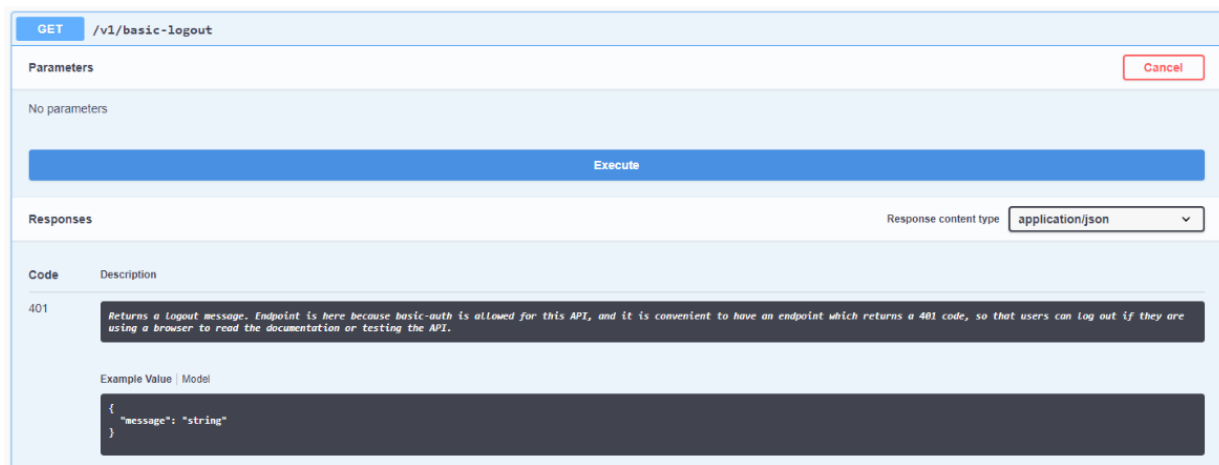 GET /v1/basic-logout
Parameters
Cancel
No parameters
Execute
Responses
Response content type application/json
Code Description
401
Returns a logout message. Endpoint is here because basic-auth is allowed for this API, and it is convenient to have an endpoint which returns a 401 code, so that users can log out if they are
using a browser to read the documentation or testing the API.
Example Value | Model
{
"message": "string"
}